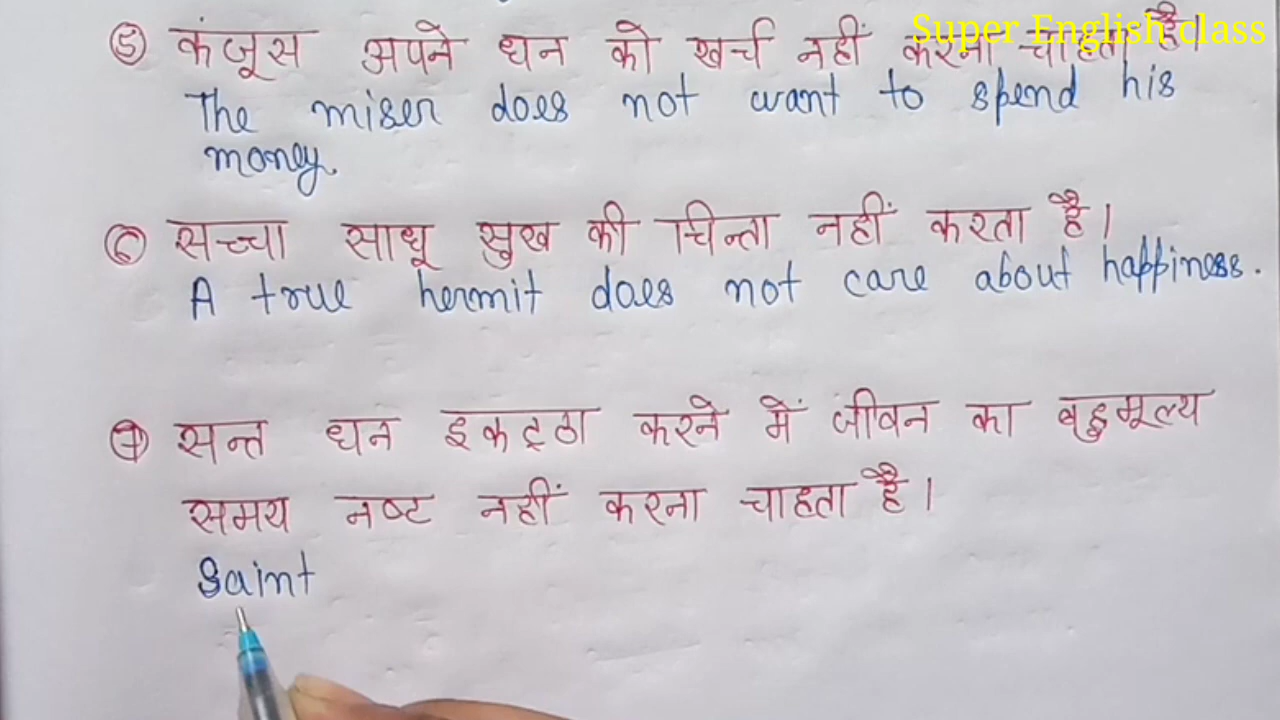 Super English class
⑤ कंजूस अपने धन को खर्च नहीं करना चाहता है।
The miser does not want to spend his
money.
⑥ सच्चा साधू सुख की चिन्ता नहीं करता है।
A true hermit does not care about happiness.
⑦ सन्त धन इकट्ठा करने में जीवन का बहुमूल्य
समय नष्ट नहीं करना चाहता है।
Saint